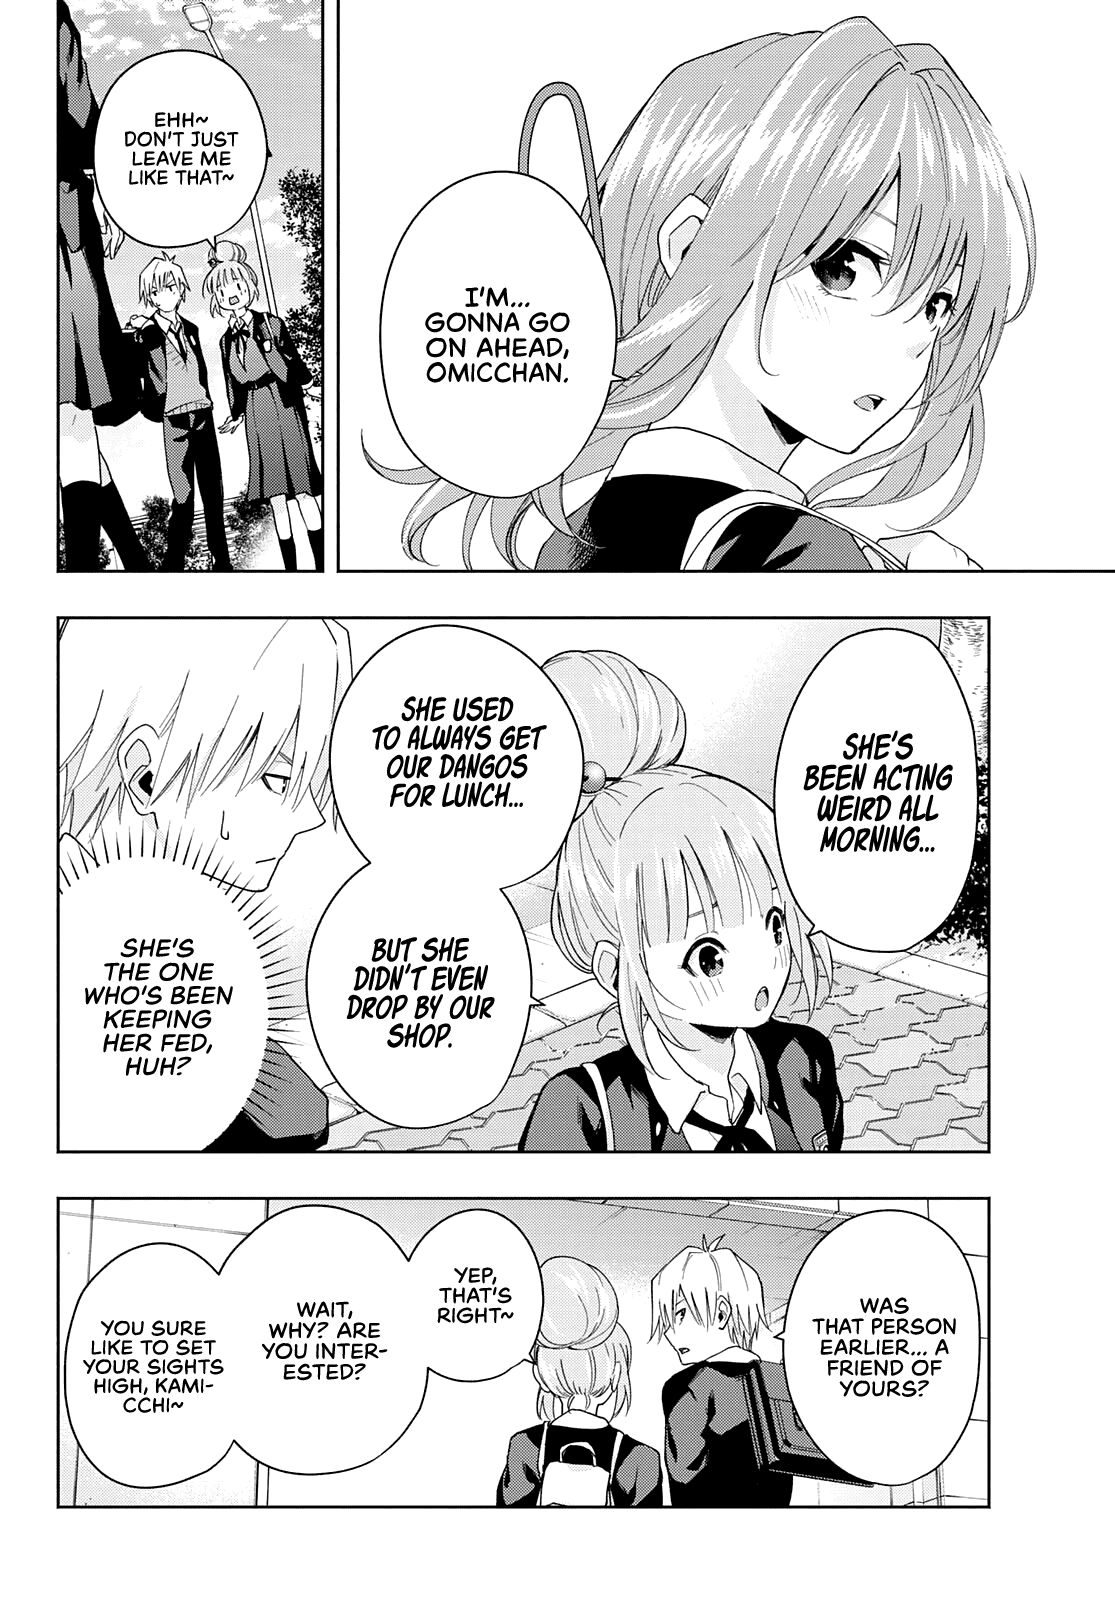 I'M...
GONNA GO
ON AHEAD,
OMICCHAN.
EHH~
DON'T JUST
LEAVE ME
LIKE THAT~
SHE'S
BEEN ACTING
WEIRD ALL
MORNING...
SHE USED
TO ALWAYS GET
OUR DANGOS
FOR LUNCH...
BUT SHE
DIDN'T EVEN
DROP BY OUR
SHOP.
SHE'S
THE ONE
WHO'S BEEN
KEEPING
HER FED,
HUH?
WAS
THAT PERSON
EARLIER... A
FRIEND OF
YOURS?
YEP,
THAT'S
RIGHT~
WAIT,
WHY? ARE
YOU INTER-
ESTED?
YOU SURE
LIKE TO SET
YOUR SIGHTS
HIGH, KAMI-
CCHI~